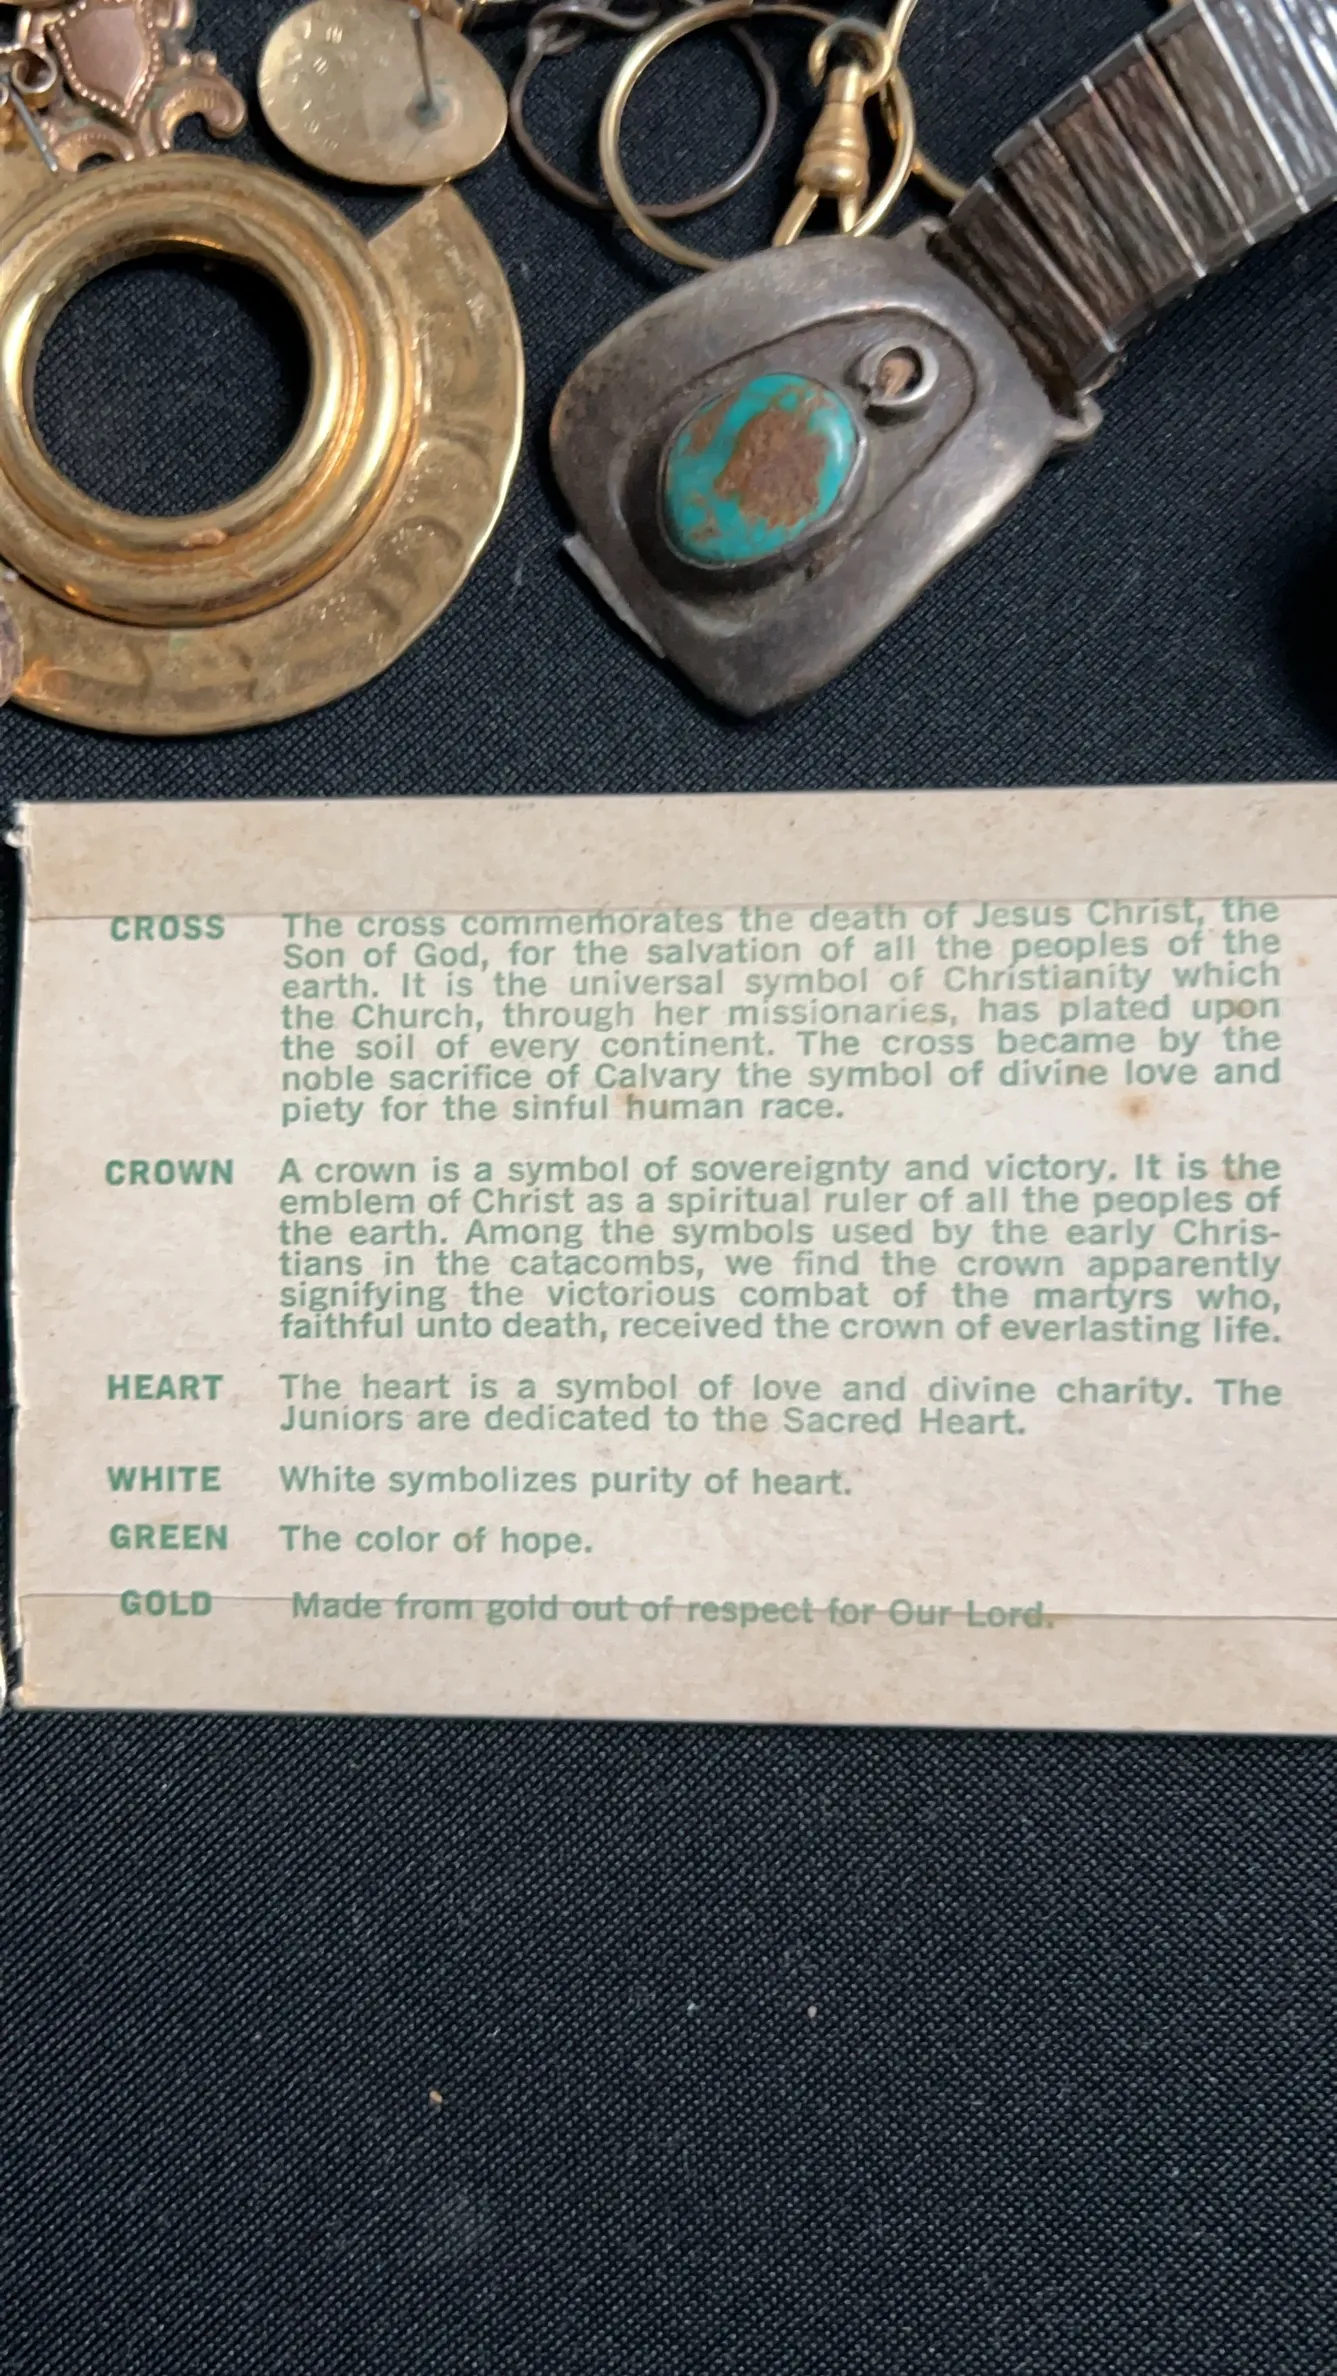 CROSS The cross commemorates the death of Jesus Christ, the
Son of God, for the salvation of all the peoples of the
earth. It is the universal symbol of Christianity which
the Church, through her missionaries, has plated upon
the soil of every continent. The cross became by the
noble sacrifice of Calvary the symbol of divine love and
piety for the sinful human race.
CROWN A crown is a symbol of sovereignty and victory. It is the
emblem of Christ as a spiritual ruler of all the peoples of
the earth. Among the symbols used by the early Chris-
tians in the catacombs, we find the crown apparently
signifying the victorious combat of the martyrs who,
faithful unto death, received the crown of everlasting life.
HEART The heart is a symbol of love and divine charity. The
Juniors are dedicated to the Sacred Heart.
WHITE White symbolizes purity of heart.
GREEN The color of hope.
GOLD Made from gold out of respect for Our Lord.